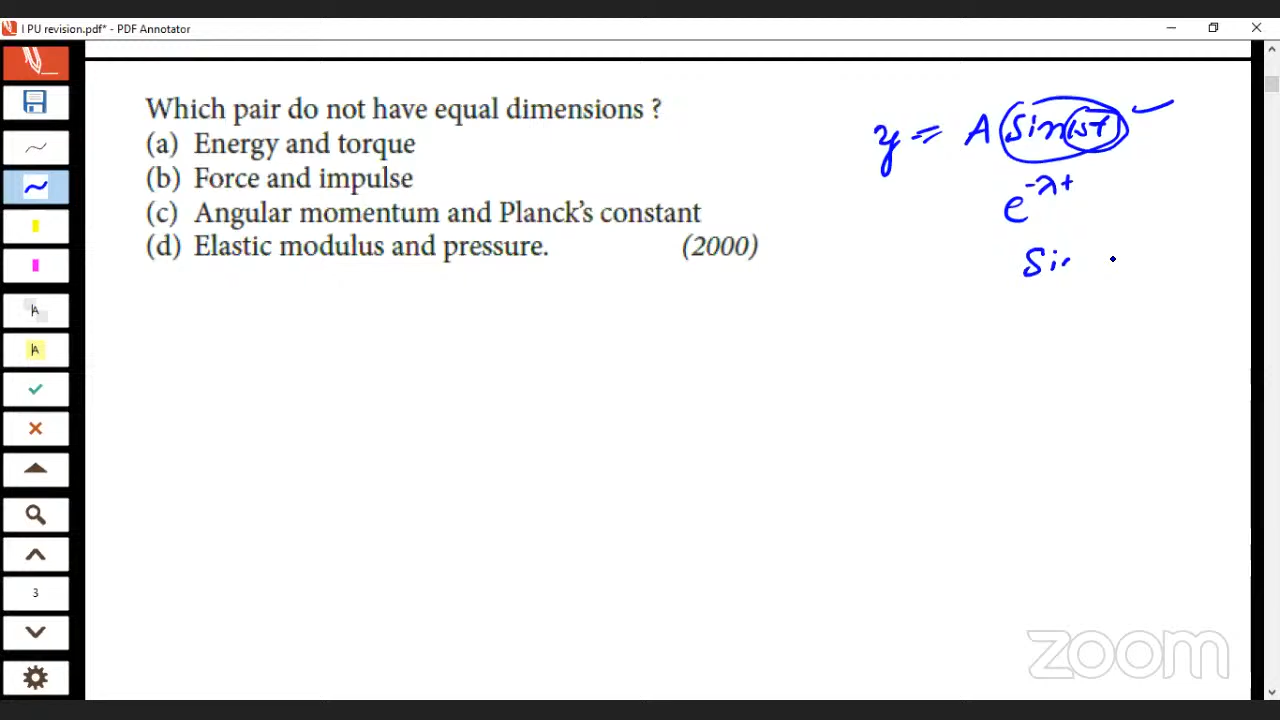 I PU revision.pdf* - PDF Annotator
Which pair do not have equal dimensions ?
(a) Energy and torque
(b) Force and impulse
(c) Angular momentum and Planck's constant
(d) Elastic modulus and pressure. (2000)
y = A Sin
e^-λt
A
A
3
zoom